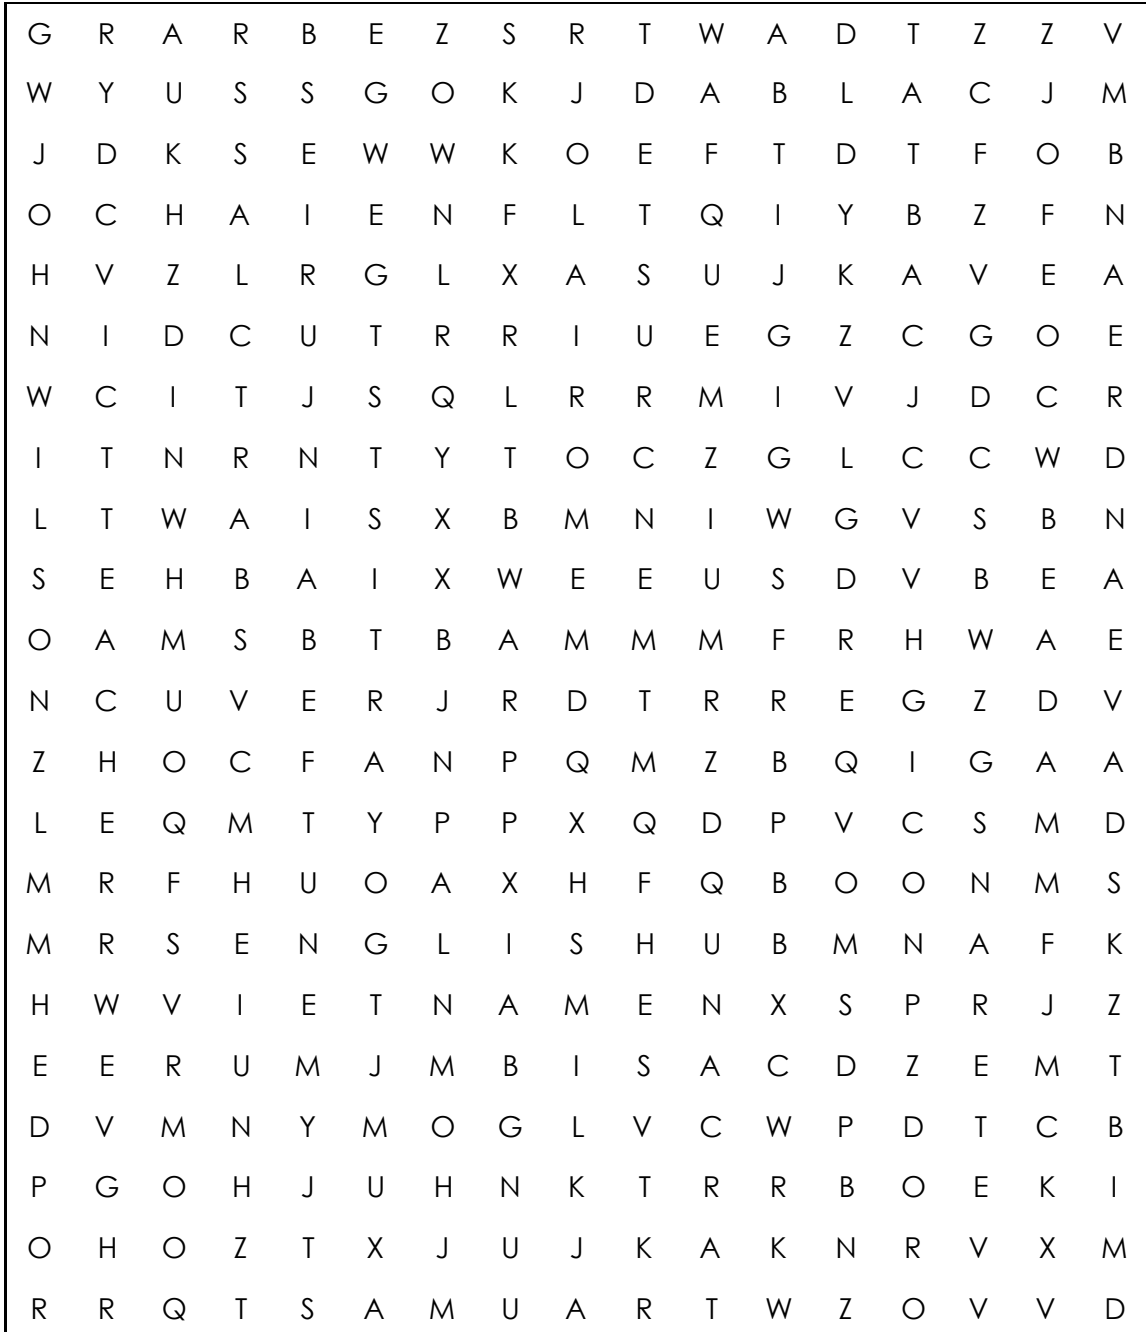 G R A R B E Z S R T W A D T Z Z V
W Y U S S G O K J D A B L A C J M
J D K S E W W K O E F T D T F O B
O C H A I E N F L T Q I Y B Z F N
H V Z L R G L X A S U J K A V E A
N I D C U T R R I U E G Z C G O E
W C I T J S Q L R R M I V J D C R
I T N R N T Y T O C Z G L C C W D
L T W A I S X B M N I W G V S B N
S E H B A I X W E E U S D V B E A
O A M S B T B A M M M F R H W A E
N C U V E R J R D T R R E G Z D V
Z H O C F A N P Q M Z B Q I G A A
L E Q M T Y P P X Q D P V C S M D
M R F H U O A X H F Q B O O N M S
M R S E N G L I S H U B M N A F K
H W V I E T N A M E N X S P R J Z
E E R U M J M B I S A C D Z E M T
D V M N Y M O G L V C W P D T C B
P G O H J U H N K T R R B O E K I
O H O Z T X J U J K A K N R V X M
R R Q T S A M U A R T W Z O V V D